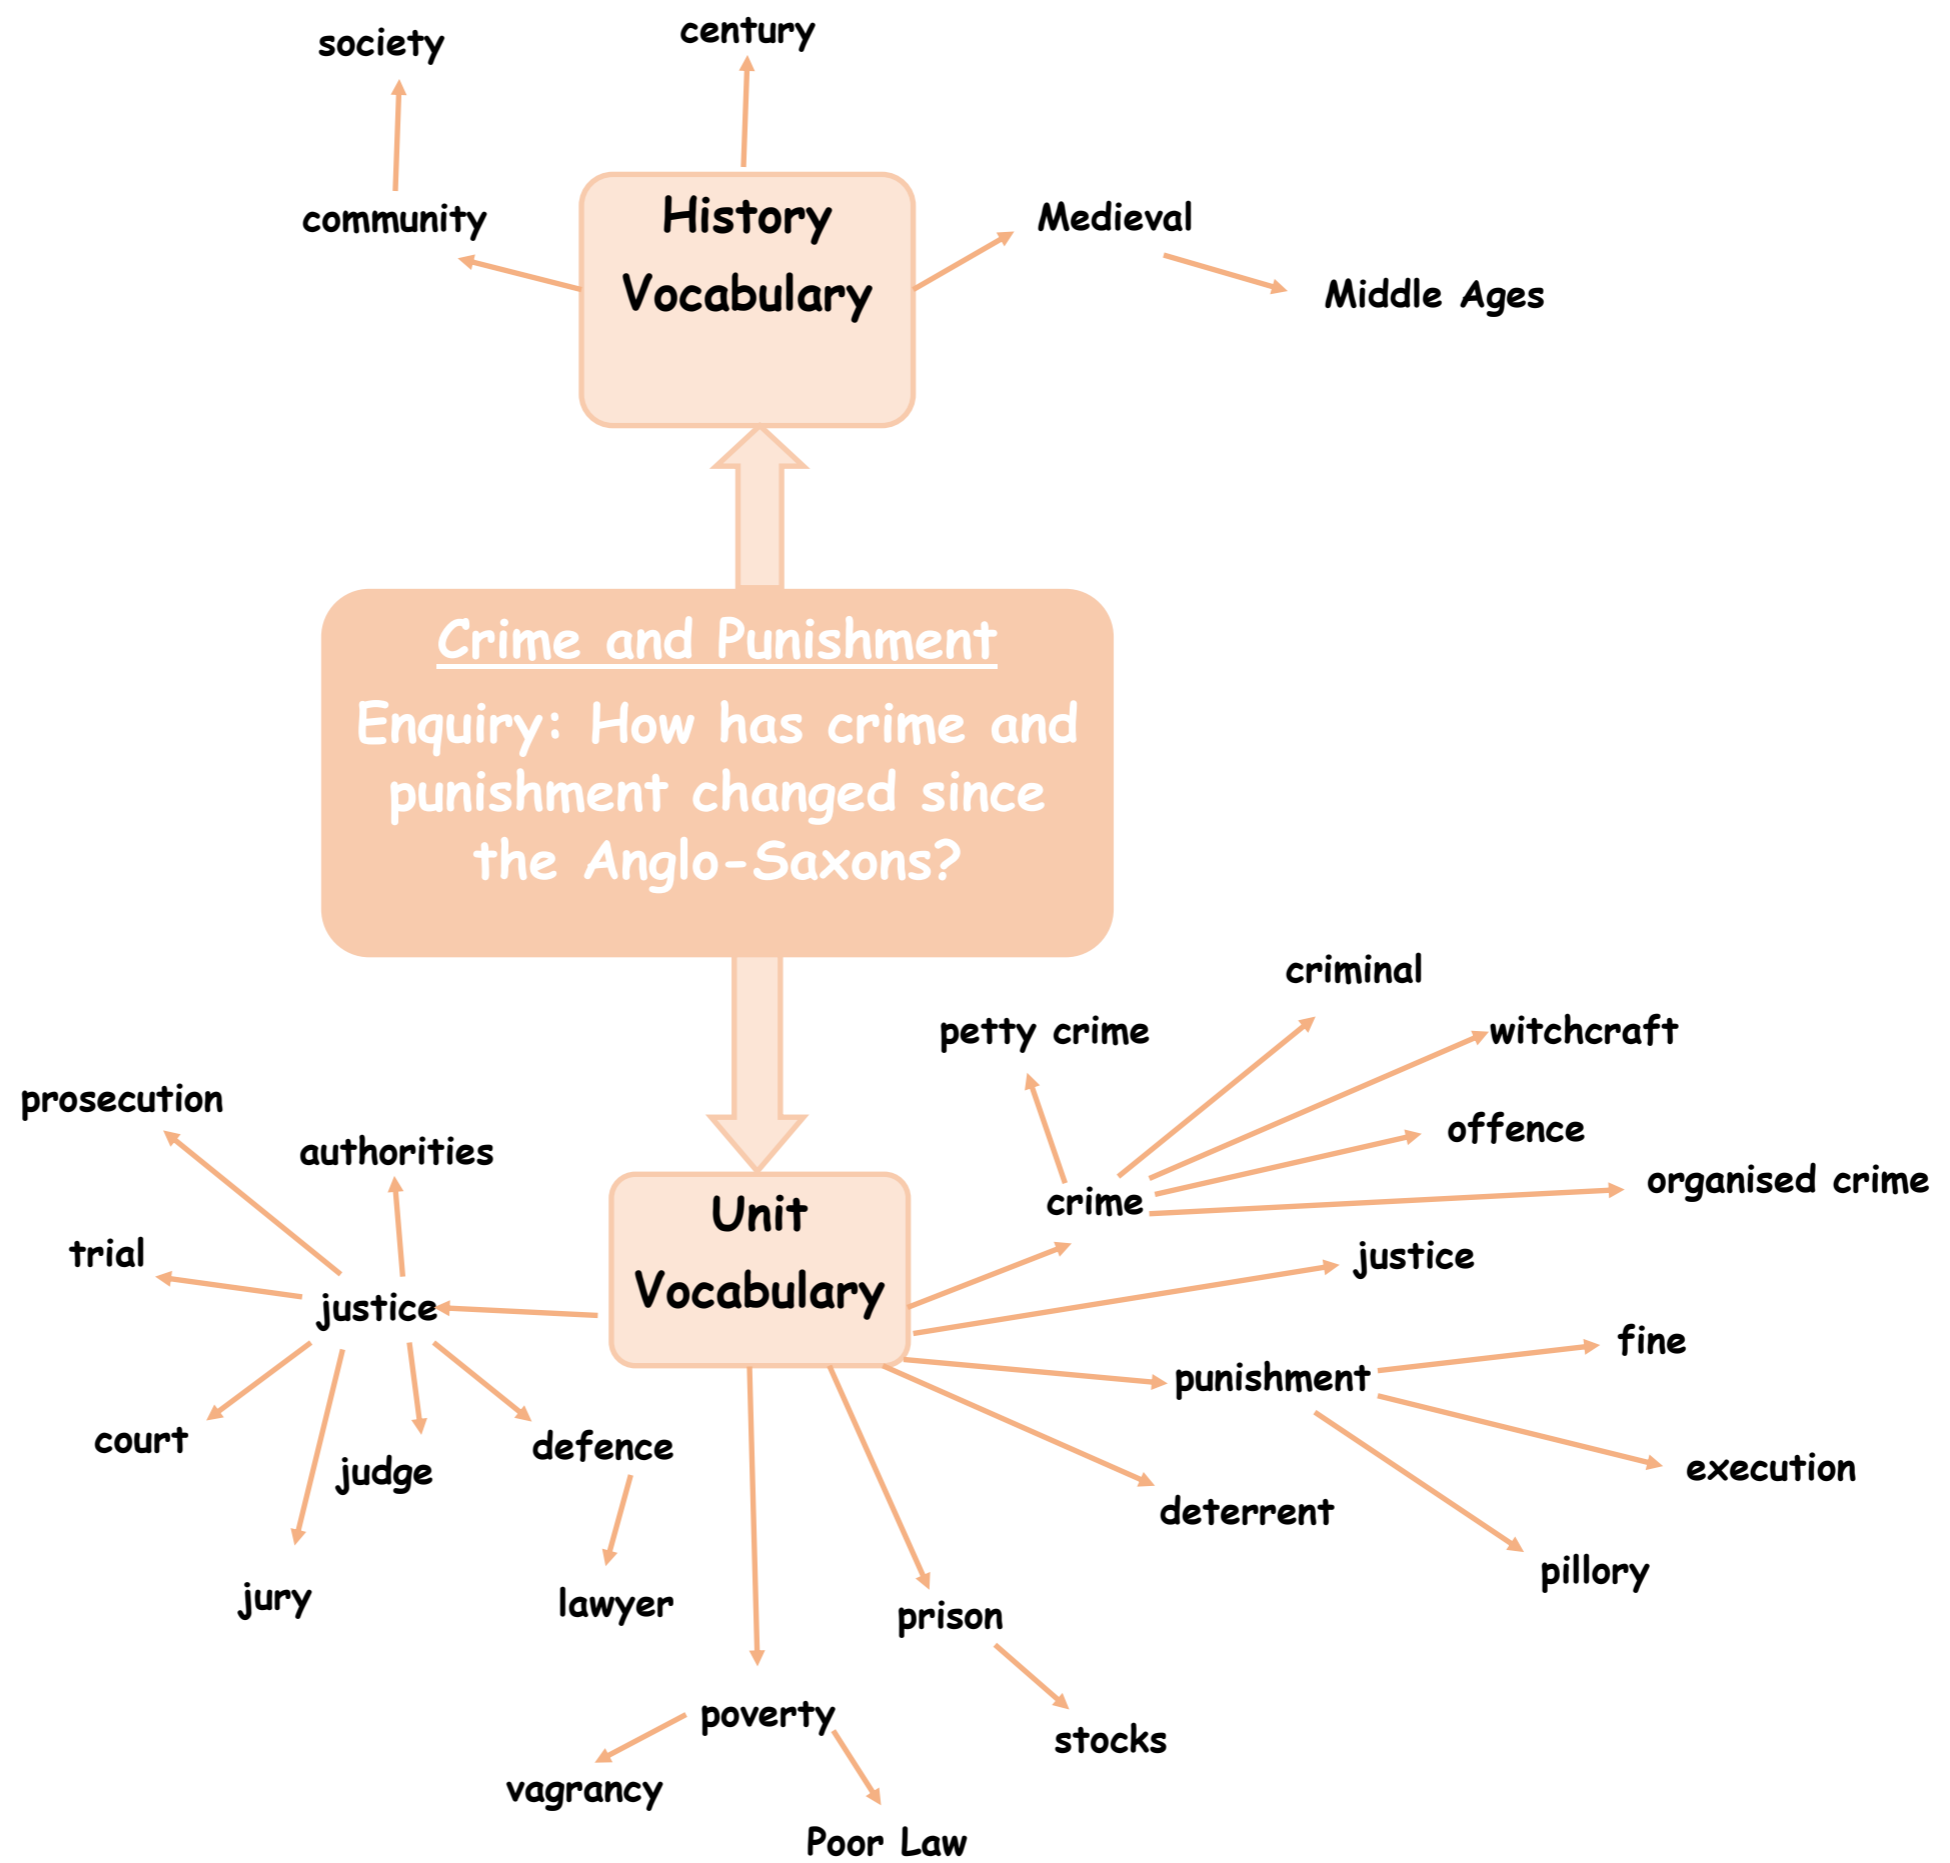 society
century
community
History
Vocabulary
Medieval
Middle Ages
Crime and Punishment
Enquiry: How has crime and
punishment changed since
the Anglo-Saxons?
criminal
petty crime
witchcraft
prosecution
authorities
offence
organised crime
crime
Unit
Vocabulary
trial
justice
justice
fine
punishment
court
judge
defence
execution
deterrent
pillory
jury
lawyer
prison
poverty
stocks
vagrancy
Poor Law